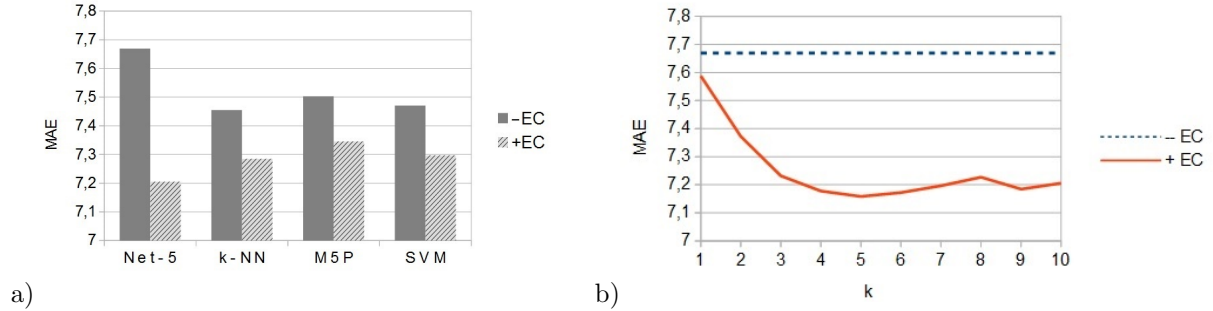 7,8
7,7
7,6
7,5
7,4
7,3
7,2
7,1
7
MAE
Net-5 k-NN M5P SVM
–EC
+EC
a)
7,8
7,7
7,6
7,5
7,4
7,3
7,2
7,1
7
MAE
1 2 3 4 5 6 7 8 9 10
k
– EC
+ EC
b)